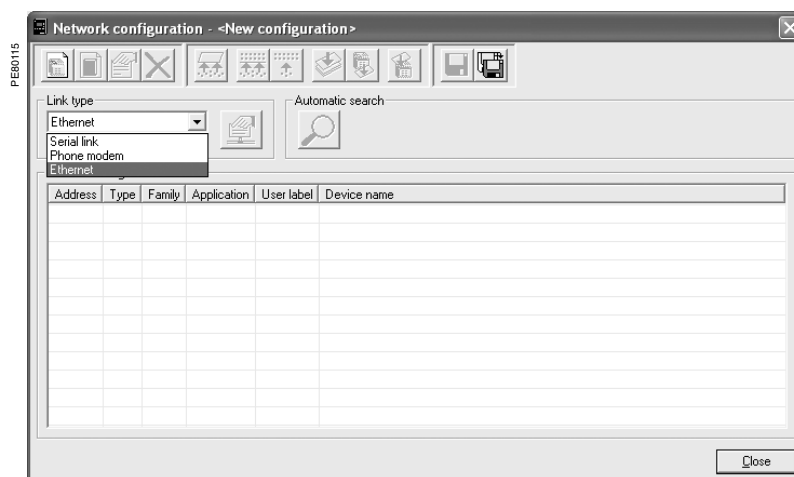 Network configuration - <New configuration>
PE80115
Link type
Automatic search
Ethernet
Serial link
Phone modem
Ethernet
Address Type Family Application User label Device name
Close